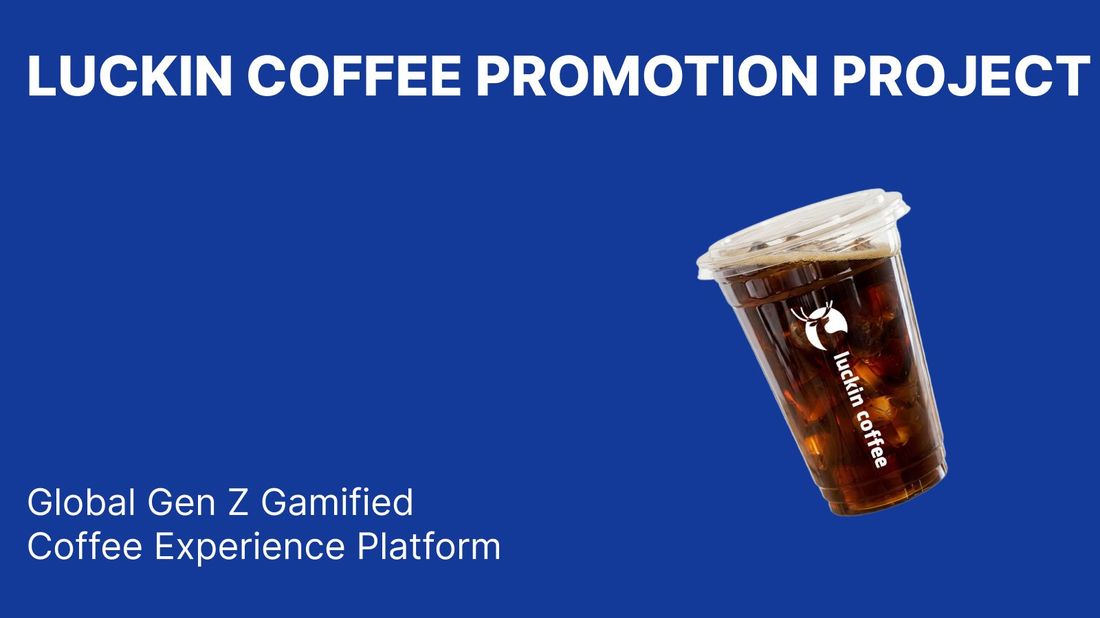 LUCKIN COFFEE PROMOTION PROJECT
luckin coffee
Global Gen Z Gamified
Coffee Experience Platform